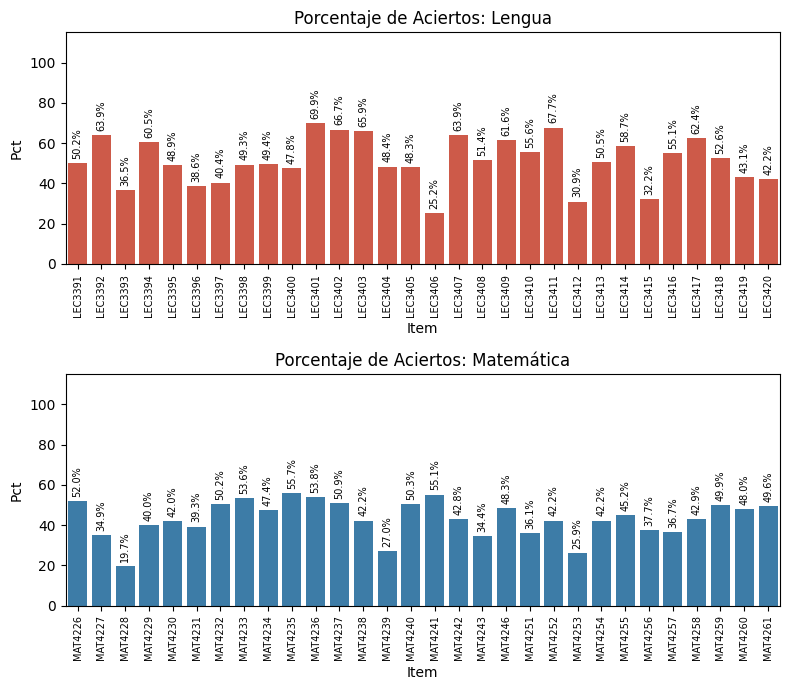 Porcentaje de Aciertos: Lengua
Pct
100
80
60
40
20
0
50.2% 63.9% 36.5% 60.5% 48.9% 38.6% 40.4% 49.3% 49.4% 47.8% 69.9% 66.7% 65.9% 48.4% 48.3% 25.2% 63.9% 51.4% 61.6% 55.6% 67.7% 30.9% 50.5% 58.7% 32.2% 55.1% 62.4% 52.6% 43.1% 42.2%
LEC3391 LEC3392 LEC3393 LEC3394 LEC3395 LEC3396 LEC3397 LEC3398 LEC3399 LEC3400 LEC3401 LEC3402 LEC3403 LEC3404 LEC3405 LEC3406 LEC3407 LEC3408 LEC3409 LEC3410 LEC3411 LEC3412 LEC3413 LEC3414 LEC3415 LEC3416 LEC3417 LEC3418 LEC3419 LEC3420
Item
Porcentaje de Aciertos: Matemática
Pct
100
80
60
40
20
0
52.0% 34.9% 19.7% 40.0% 42.0% 39.3% 50.2% 53.6% 47.4% 55.7% 53.8% 50.9% 42.2% 27.0% 50.3% 55.1% 42.8% 34.4% 48.3% 36.1% 42.2% 25.9% 42.2% 45.2% 37.7% 36.7% 42.9% 49.9% 48.0% 49.6%
MAT4226 MAT4227 MAT4228 MAT4229 MAT4230 MAT4231 MAT4232 MAT4233 MAT4234 MAT4235 MAT4236 MAT4237 MAT4238 MAT4239 MAT4240 MAT4241 MAT4242 MAT4243 MAT4246 MAT4251 MAT4252 MAT4253 MAT4254 MAT4255 MAT4256 MAT4257 MAT4258 MAT4259 MAT4260 MAT4261
Item